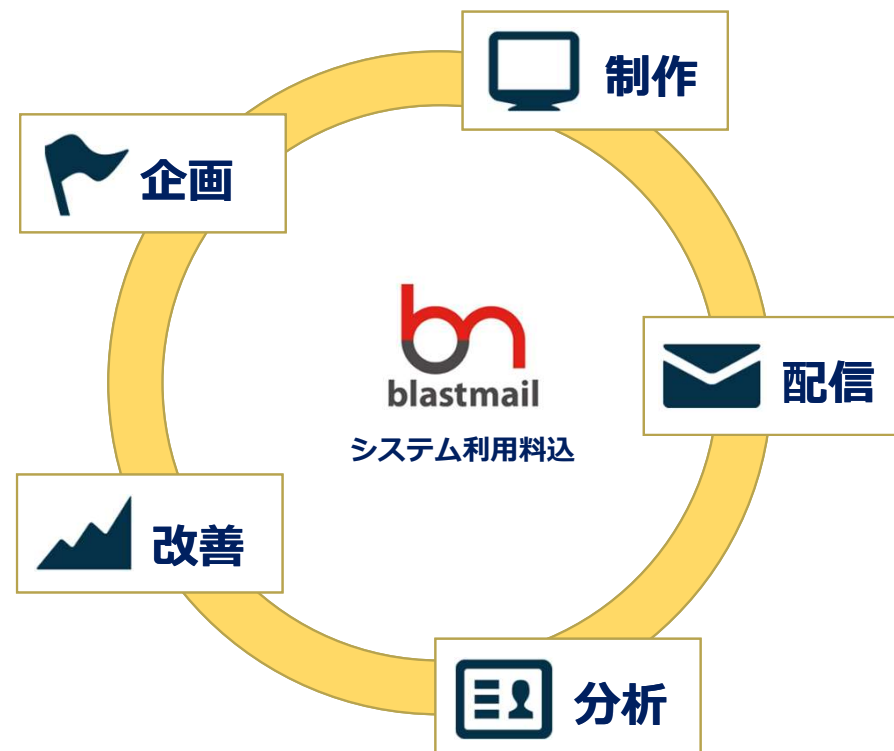 制作
企画
配信
blastmail
システム利用料込
改善
分析